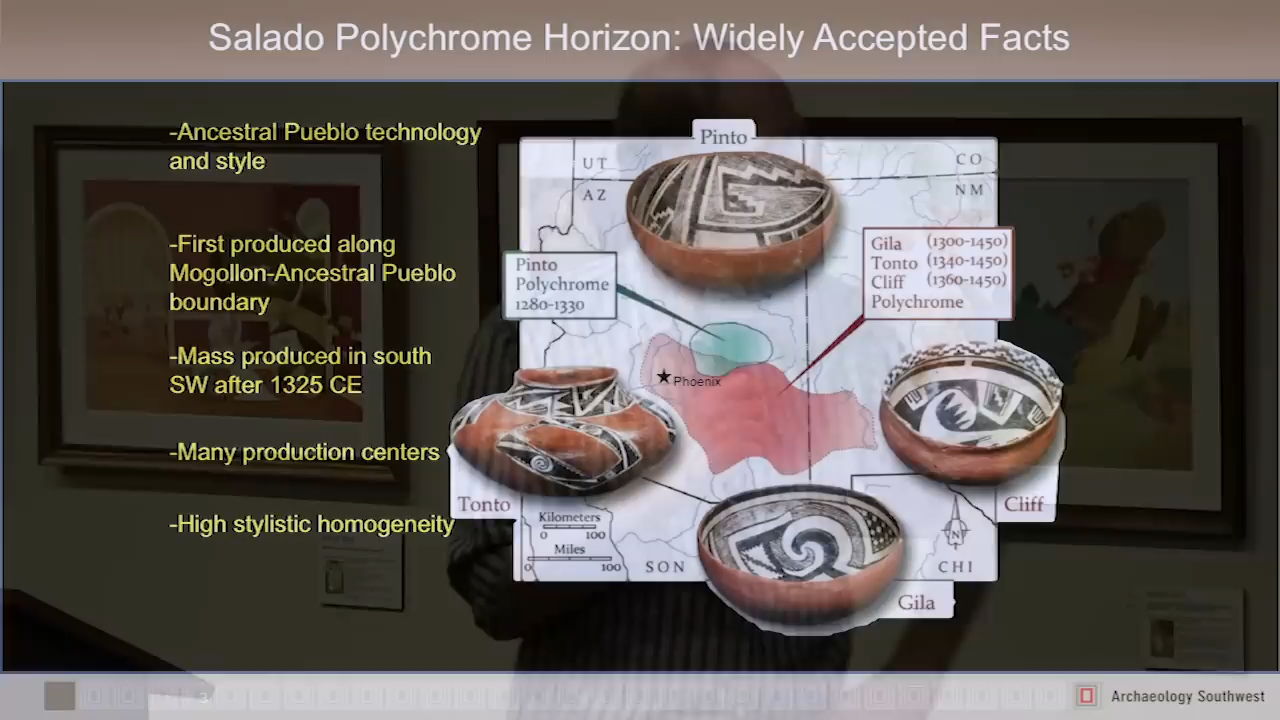 Salado Polychrome Horizon: Widely Accepted Facts
-Ancestral Pueblo technology
and style
-First produced along
Mogollon-Ancestral Pueblo
boundary
-Mass produced in south
SW after 1325 CE
-Many production centers
-High stylistic homogeneity
Pinto
UT
CO
AZ
NM
Pinto
Polychrome
1280-1330
Gila (1300-1450)
Tonto (1340-1450)
Cliff (1360-1450)
Polychrome
Phoenix
Tonto
Cliff
Kilometers
0 100
Miles
0 100
SON
N
CHI
Gila
3
Archaeology Southwest